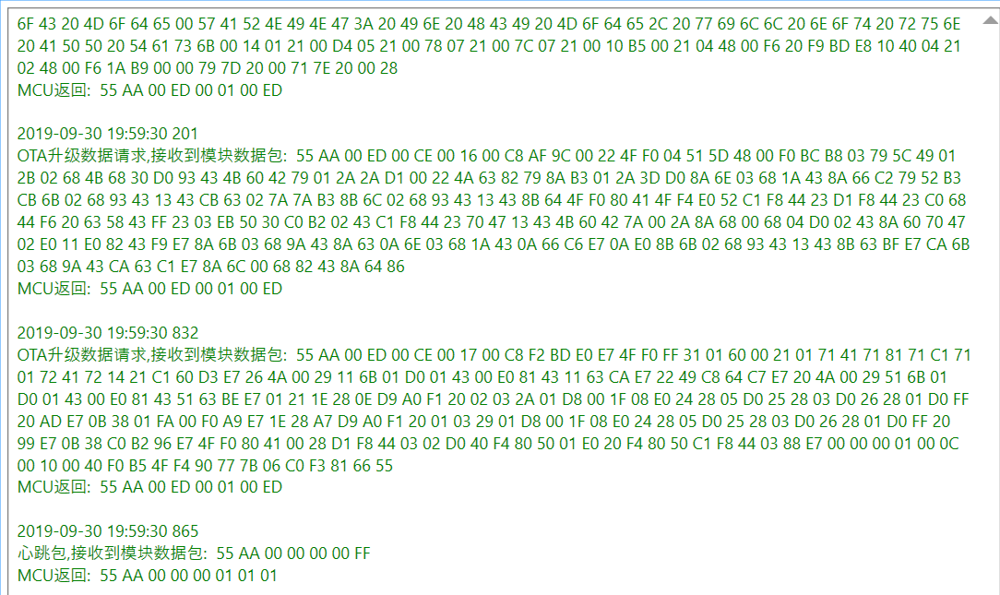 6F 43 20 4D 6F 64 65 00 57 41 52 4E 49 4E 47 3A 20 49 6E 20 48 43 49 20 4D 6F 64 65 2C 20 77 69 6C 6C 20 6E 6F 74 20 72 75 6E
20 41 50 50 20 54 61 73 6B 00 14 01 21 00 D4 05 21 00 78 07 21 00 7C 07 21 00 10 B5 00 21 04 48 00 F6 20 F9 BD E8 10 40 04 21
02 48 00 F6 1A B9 00 00 79 7D 20 00 71 7E 20 00 28
MCU返回:  55 AA 00 ED 00 01 00 ED
2019-09-30 19:59:30 201
OTA升级数据请求,接收到模块数据包:  55 AA 00 ED 00 CE 00 16 00 C8 AF 9C 00 22 4F F0 04 51 5D 48 00 F0 BC B8 03 79 5C 49 01
2B 02 68 4B 68 30 D0 93 43 4B 60 42 79 01 2A 2A D1 00 22 4A 63 82 79 8A B3 01 2A 3D D0 8A 6E 03 68 1A 43 8A 66 C2 79 52 B3
CB 6B 02 68 93 43 13 43 CB 63 02 7A 7A B3 8B 6C 02 68 93 43 13 43 8B 64 4F F0 80 41 4F F4 E0 52 C1 F8 44 23 D1 F8 44 23 C0 68
44 F6 20 63 58 43 FF 23 03 EB 50 30 C0 B2 02 43 C1 F8 44 23 70 47 13 43 4B 60 42 7A 00 2A 8A 68 00 68 04 D0 02 43 8A 60 70 47
02 E0 11 E0 82 43 F9 E7 8A 6B 03 68 9A 43 8A 63 0A 6E 03 68 1A 43 0A 66 C6 E7 0A E0 8B 6B 02 68 93 43 13 43 8B 63 BF E7 CA 6B
03 68 9A 43 CA 63 C1 E7 8A 6C 00 68 82 43 8A 64 86
MCU返回:  55 AA 00 ED 00 01 00 ED
2019-09-30 19:59:30 832
OTA升级数据请求,接收到模块数据包:  55 AA 00 ED 00 CE 00 17 00 C8 F2 BD E0 E7 4F F0 FF 31 01 60 00 21 01 71 41 71 81 71 C1 71
01 72 41 72 14 21 C1 60 D3 E7 26 4A 00 29 11 6B 01 D0 01 43 00 E0 81 43 11 63 CA E7 22 49 C8 64 C7 E7 20 4A 00 29 51 6B 01
D0 01 43 00 E0 81 43 51 63 BE E7 01 21 1E 28 0E D9 A0 F1 20 02 03 2A 01 D8 00 1F 08 E0 24 28 05 D0 25 28 03 D0 26 28 01 D0 FF
20 AD E7 0B 38 01 FA 00 F0 A9 E7 1E 28 A7 D9 A0 F1 20 01 03 29 01 D8 00 1F 08 E0 24 28 05 D0 25 28 03 D0 26 28 01 D0 FF 20
99 E7 0B 38 C0 B2 96 E7 4F F0 80 41 00 28 D1 F8 44 03 02 D0 40 F4 80 50 01 E0 20 F4 80 50 C1 F8 44 03 88 E7 00 00 00 01 00 0C
00 10 00 40 F0 B5 4F F4 90 77 7B 06 C0 F3 81 66 55
MCU返回:  55 AA 00 ED 00 01 00 ED
2019-09-30 19:59:30 865
心跳包,接收到模块数据包:  55 AA 00 00 00 00 FF
MCU返回:  55 AA 00 00 00 01 01 01